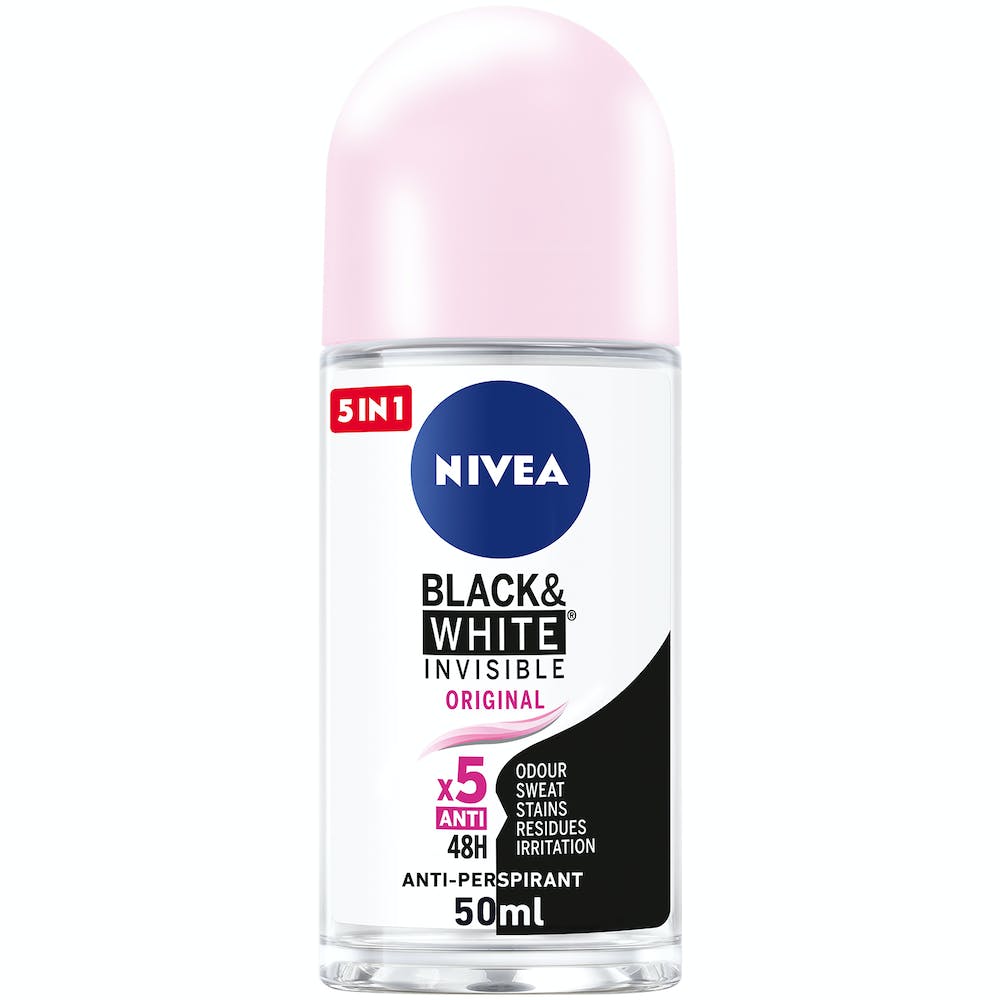 5 IN 1
NIVEA
BLACK&
WHITE®
INVISIBLE
ORIGINAL
x5
ANTI
48H
ODOUR
SWEAT
STAINS
RESIDUES
IRRITATION
ANTI-PERSPIRANT
50ml